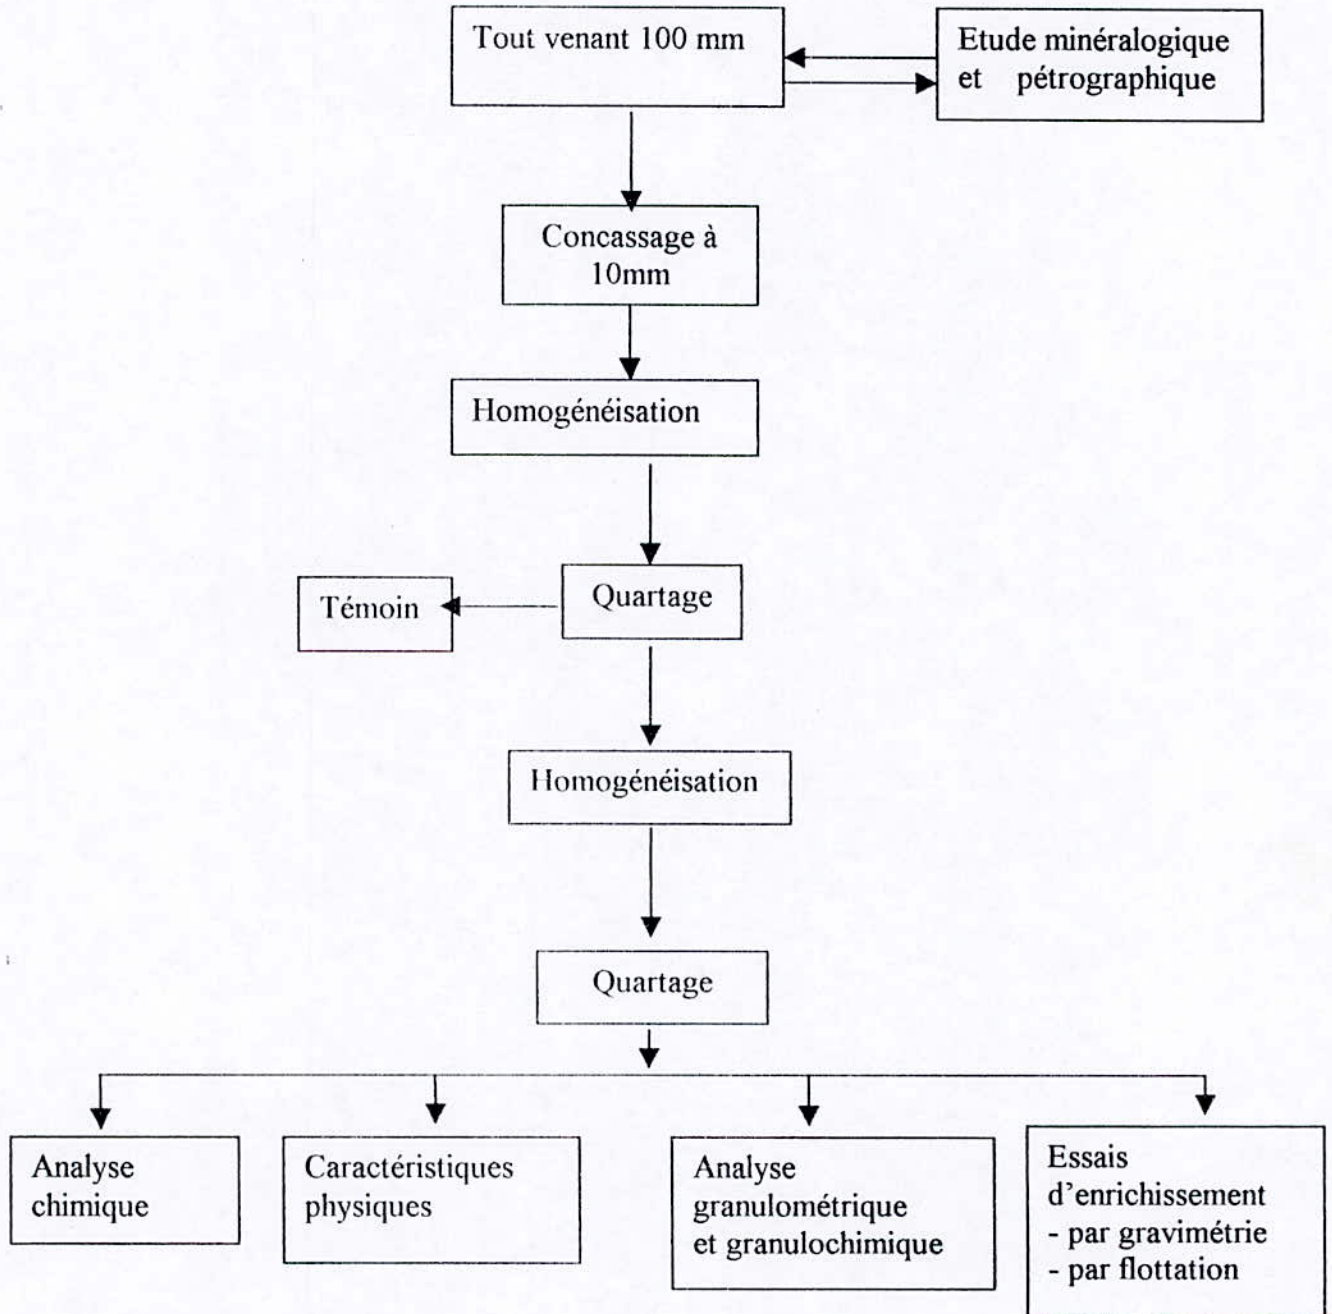 Tout venant 100 mm
Etude minéralogique
et pétrographique
Concassage à
10mm
Homogénéisation
Témoin
Quartage
Homogénéisation
Quartage
Analyse
chimique
Caractéristiques
physiques
Analyse
granulométrique
et granulochimique
Essais
d'enrichissement
- par gravimétrie
- par flottation